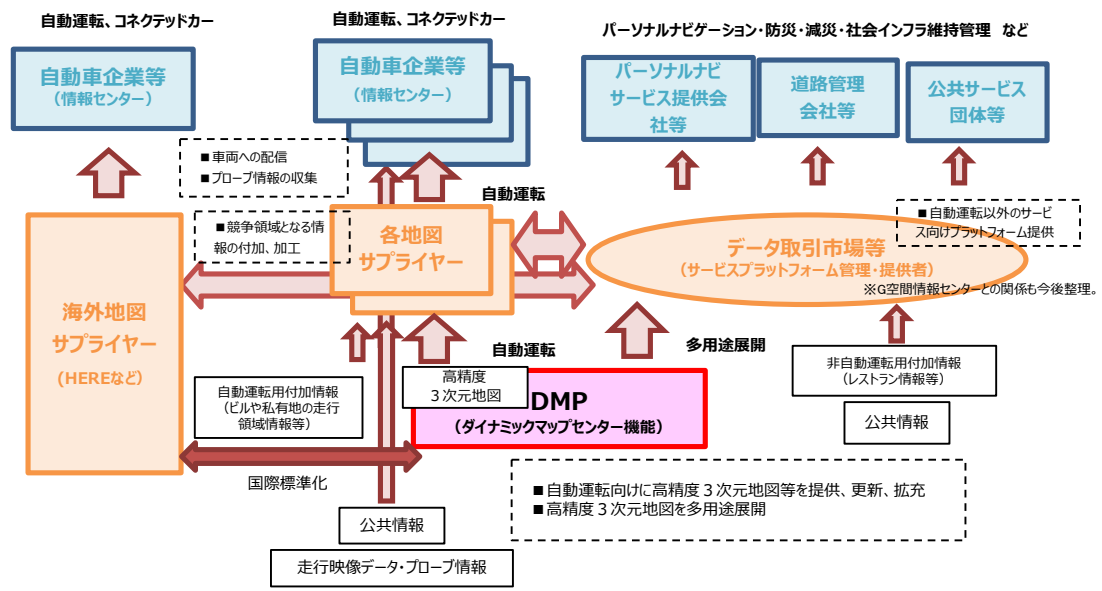 自動運転、コネクテッドカー
自動運転、コネクテッドカー
パーソナルナビゲーション・防災・減災・社会インフラ維持管理　など
自動車企業等
（情報センター）
自動車企業等
（情報センター）
パーソナルナビ
サービス提供会
社等
道路管理
会社等
公共サービス
団体等
■車両への配信
■プローブ情報の収集
自動運転
■競争領域となる情
報の付加、加工
各地図
サプライヤー
■自動運転以外のサービ
ス向けプラットフォーム提供
データ取引市場等
（サービスプラットフォーム管理・提供者）
※G空間情報センターとの関係も今後整理。
海外地図
サプライヤー
(HEREなど）
自動運転
多用途展開
自動運転用付加情報
（ビルや私有地の走行
領域情報等）
高精度
３次元地図
DMP
（ダイナミックマップセンター機能）
非自動運転用付加情報
（レストラン情報等）
公共情報
国際標準化
■自動運転向けに高精度３次元地図等を提供、更新、拡充
■高精度３次元地図を多用途展開
公共情報
走行映像データ・プローブ情報